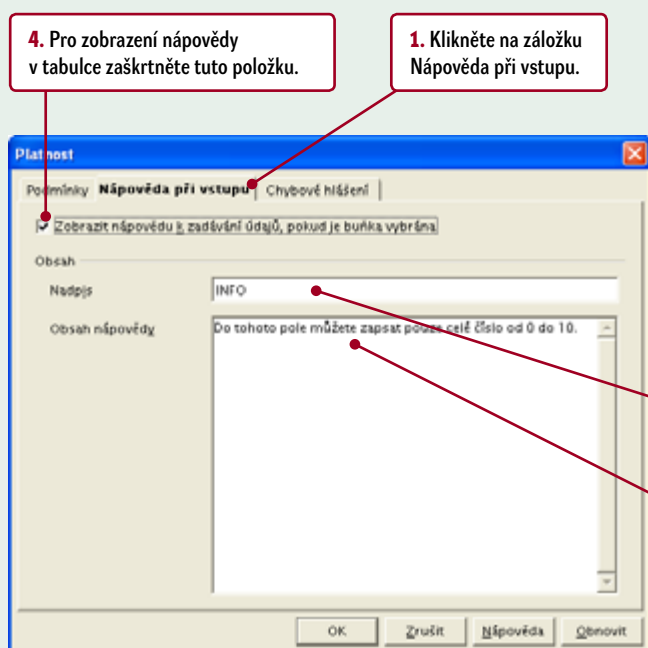 4. Pro zobrazení nápovědy
v tabulce zaškrtněte tuto položku.
1. Klikněte na záložku
Nápověda při vstupu.
Platnost
Podmínky Nápověda při vstupu Chybové hlášení
Zobrazit nápovědu k zadávání údajů, pokud je buňka vybrána
Obsah
Nadpis INFO
Obsah nápovědy Do tohoto pole můžete zapsat pouze celé číslo od 0 do 10.
OK Zrušit Nápověda Obnovit